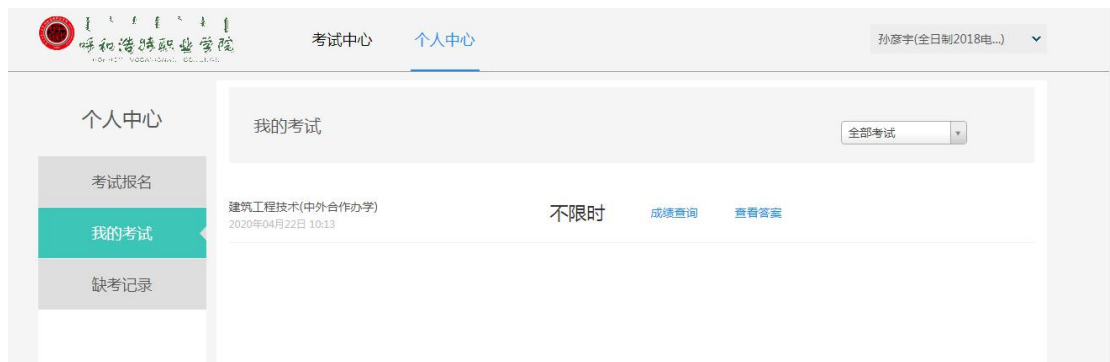 呼和浩特职业学院
HOHHOT VOCATIONAL COLLEGE
考试中心
个人中心
孙彦宇(全日制2018电...)
个人中心
考试报名
我的考试
缺考记录
我的考试
全部考试
建筑工程技术(中外合作办学)
2020年04月22日 10:13
不限时
成绩查询
查看答案